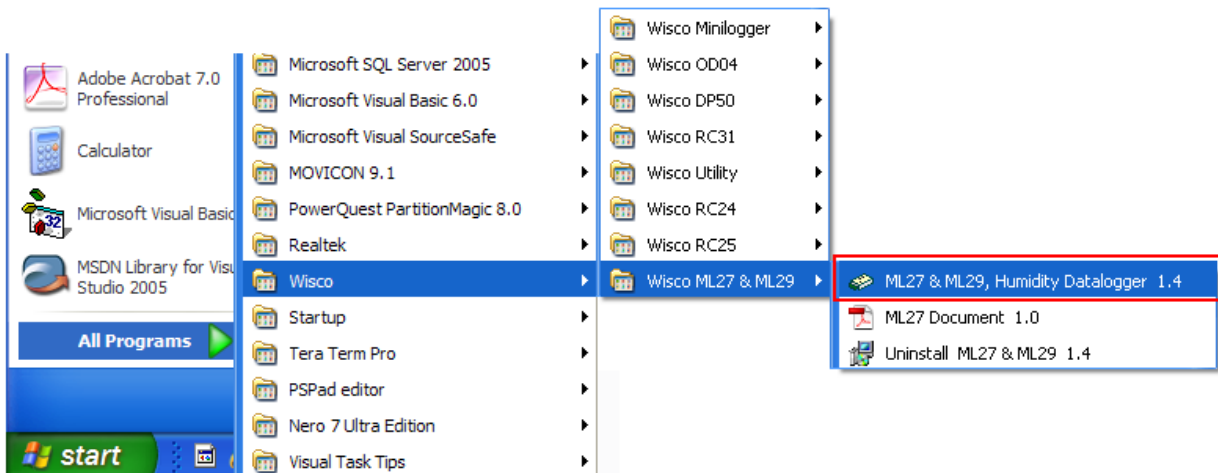 Adobe Acrobat 7.0
Professional
Calculator
Microsoft Visual Basic
MSDN Library for Visu
Studio 2005
All Programs
start
Microsoft SQL Server 2005
Microsoft Visual Basic 6.0
Microsoft Visual SourceSafe
MOVICON 9.1
PowerQuest PartitionMagic 8.0
Realtek
Wisco
Startup
Tera Term Pro
PSPad editor
Nero 7 Ultra Edition
Visual Task Tips
Wisco Minilogger
Wisco OD04
Wisco DP50
Wisco RC31
Wisco Utility
Wisco RC24
Wisco RC25
Wisco ML27 & ML29
ML27 & ML29, Humidity Datalogger 1.4
ML27 Document 1.0
Uninstall ML27 & ML29 1.4